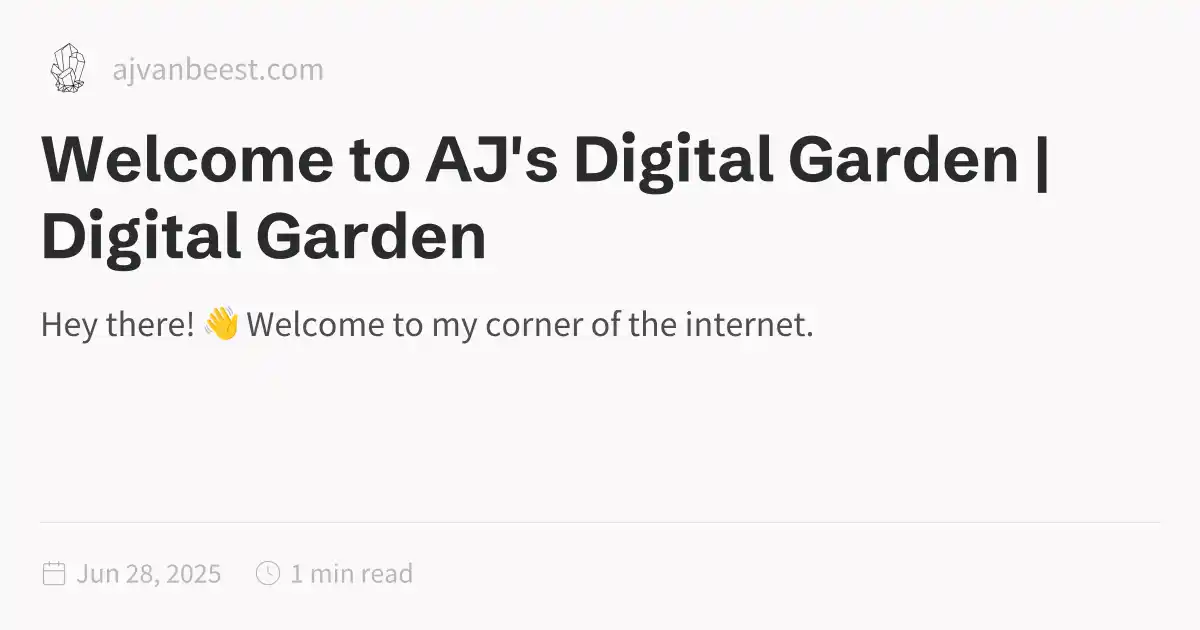 ajvanbeest.com
Welcome to AJ's Digital Garden |
Digital Garden
Hey there! 👋 Welcome to my corner of the internet.
Jun 28, 2025
1 min read